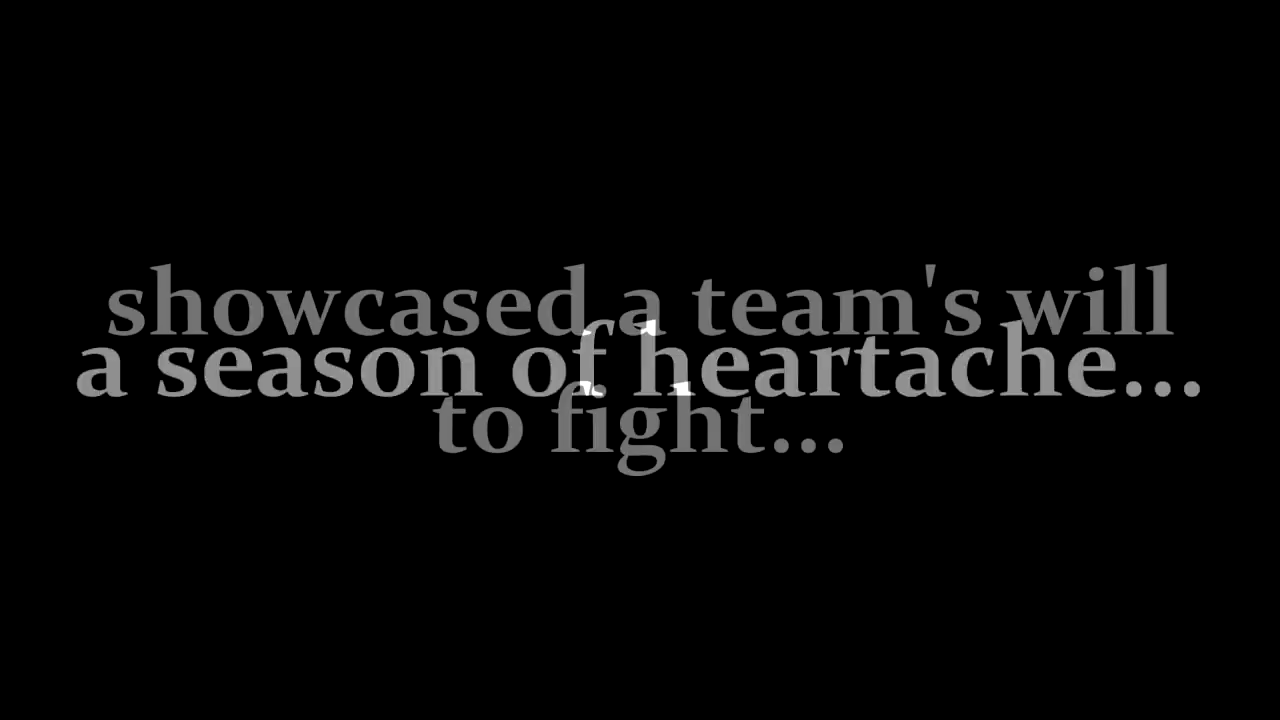 showcased a team's will
a season of heartache...
to fight...